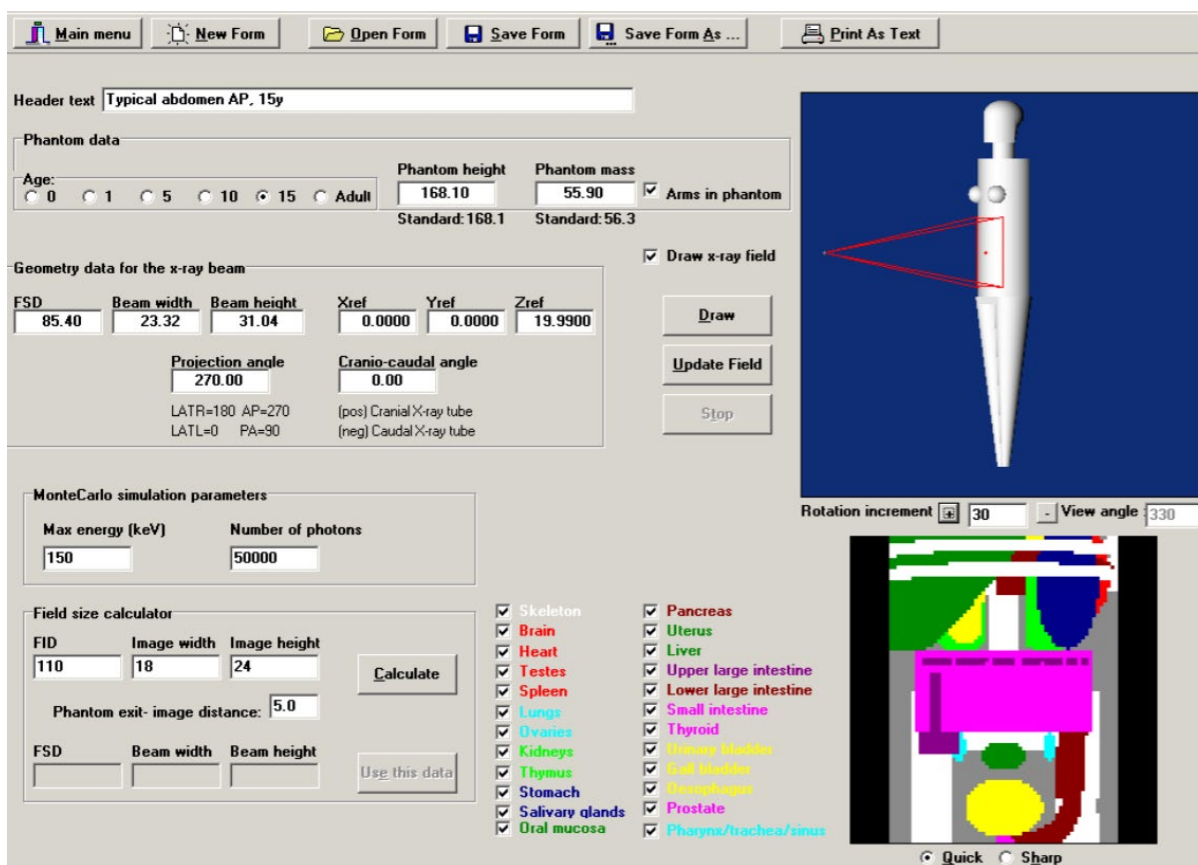 Main menu New Form Open Form Save Form Save Form As ... Print As Text
Header text Typical abdomen AP, 15y
Phantom data
Age:
0 1 5 10 15 Adult
Phantom height Phantom mass
168.10 55.90 Arms in phantom
Standard: 168.1 Standard: 56.3
Draw x-ray field
Geometry data for the x-ray beam
FSD Beam width Beam height Xref Yref Zref
85.40 23.32 31.04 0.0000 0.0000 19.9900
Draw
Projection angle Cranio-caudal angle
270.00 0.00
Update Field
LATR=180 AP=270 (pos) Cranial X-ray tube
LATL=0 PA=90 (neg) Caudal X-ray tube
Stop
MonteCarlo simulation parameters
Max energy (keV) Number of photons
150 50000
Rotation increment + 30 - View angle : 330
Field size calculator
FID Image width Image height
110 18 24
Calculate
Phantom exit- image distance: 5.0
FSD Beam width Beam height
Use this data
Skeleton
Brain
Heart
Testes
Spleen
Lungs
Ovaries
Kidneys
Thymus
Stomach
Salivary glands
Oral mucosa
Pancreas
Uterus
Liver
Upper large intestine
Lower large intestine
Small intestine
Thyroid
Urinary bladder
Gall bladder
Oesophagus
Prostate
Pharynx/trachea/sinus
Quick Sharp